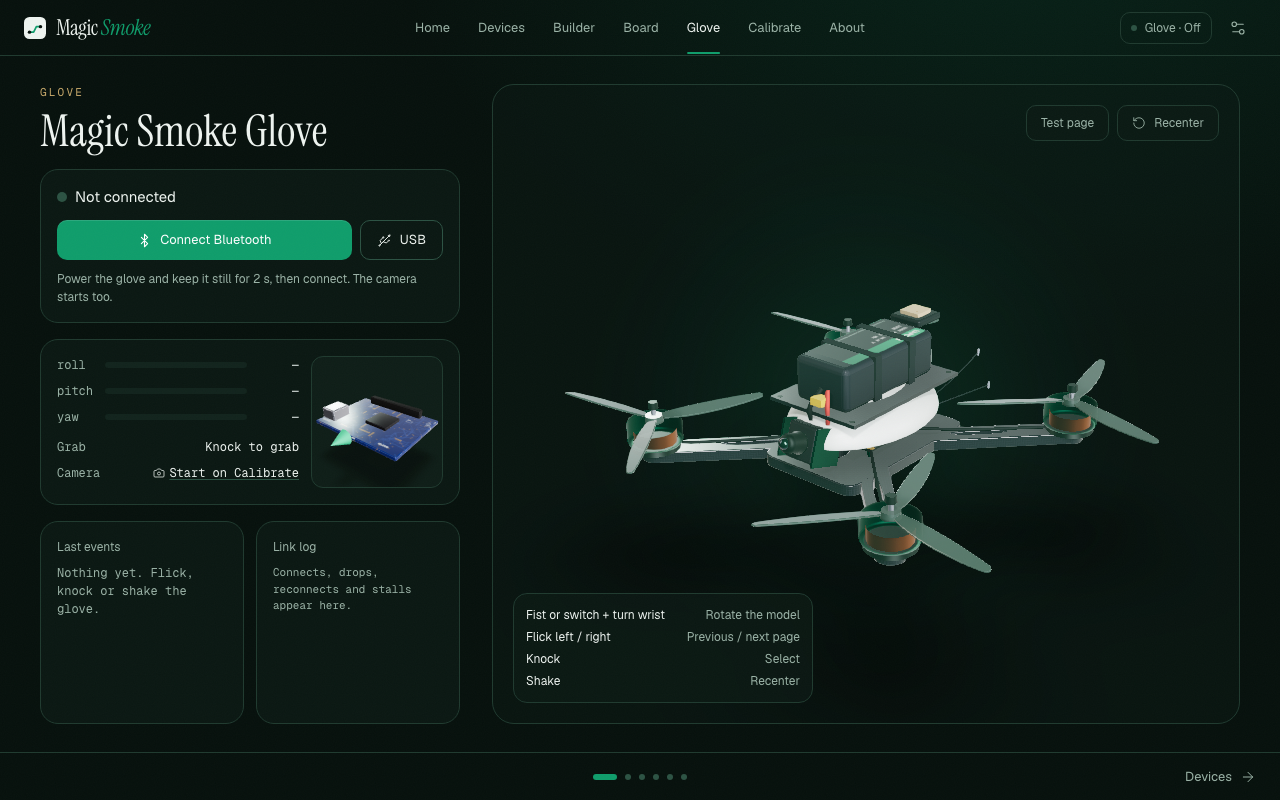 Magic Smoke
Home
Devices
Builder
Board
Glove
Calibrate
About
Glove · Off
GLOVE
Magic Smoke Glove
Not connected
Connect Bluetooth
USB
Power the glove and keep it still for 2 s, then connect. The camera
starts too.
roll –
pitch –
yaw –
Grab Knock to grab
Camera Start on Calibrate
Last events
Nothing yet. Flick,
knock or shake the
glove.
Link log
Connects, drops,
reconnects and stalls
appear here.
Test page
Recenter
Fist or switch + turn wrist Rotate the model
Flick left / right Previous / next page
Knock Select
Shake Recenter
Devices